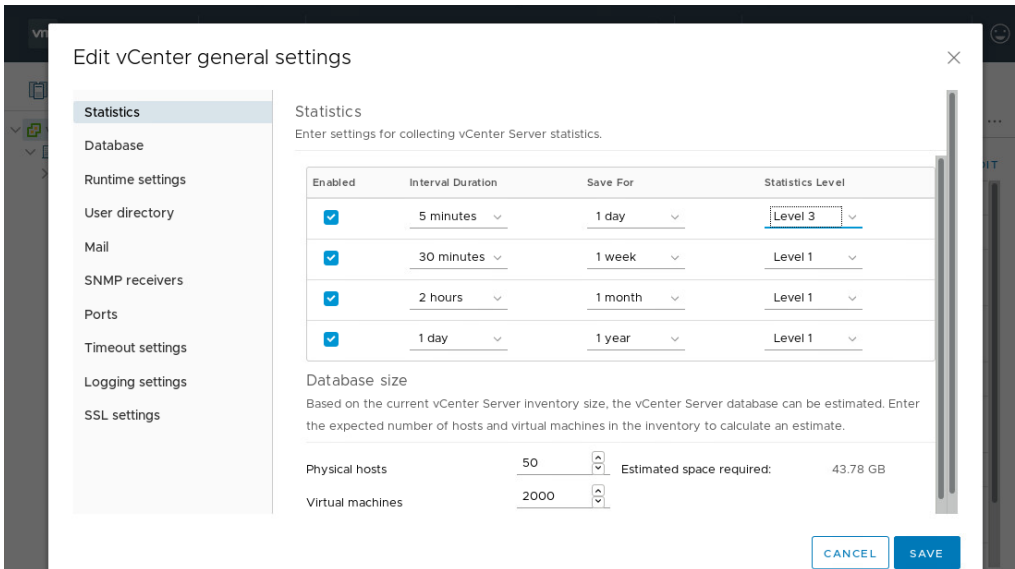 vm
Edit vCenter general settings
Statistics
Database
Runtime settings
User directory
Mail
SNMP receivers
Ports
Timeout settings
Logging settings
SSL settings
Statistics
Enter settings for collecting vCenter Server statistics.
Enabled Interval Duration Save For Statistics Level
5 minutes 1 day Level 3
30 minutes 1 week Level 1
2 hours 1 month Level 1
1 day 1 year Level 1
Database size
Based on the current vCenter Server inventory size, the vCenter Server database can be estimated. Enter
the expected number of hosts and virtual machines in the inventory to calculate an estimate.
Physical hosts 50 Estimated space required: 43.78 GB
Virtual machines 2000
CANCEL SAVE